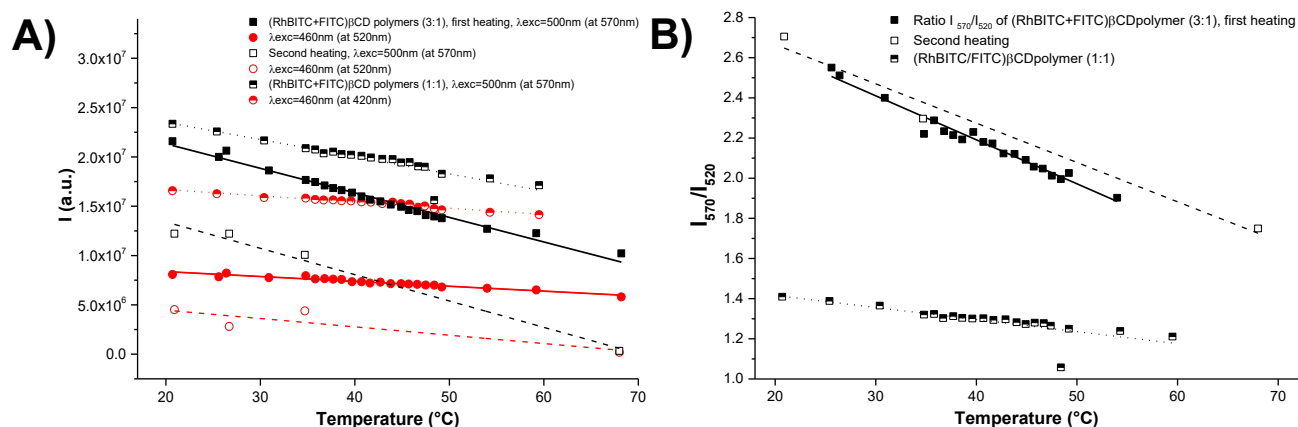 A)
(RhBITC+FITC)βCD polymers (3:1), first heating, λexc=500nm (at 570nm)
λexc=460nm (at 520nm)
Second heating, λexc=500nm (at 570nm)
λexc=460nm (at 520nm)
(RhBITC+FITC)βCD polymers (1:1), λexc=500nm (at 570nm)
λexc=460nm (at 420nm)
3.0x10⁷
2.5x10⁷
2.0x10⁷
1.5x10⁷
1.0x10⁷
5.0x10⁶
0.0
I (a.u.)
20 30 40 50 60 70
Temperature (°C)
B)
Ratio I 570/I520 of (RhBITC+FITC)βCDpolymer (3:1), first heating
Second heating
(RhBITC/FITC)βCDpolymer (1:1)
2.8
2.6
2.4
2.2
2.0
1.8
1.6
1.4
1.2
1.0
I570/I520
20 30 40 50 60 70
Temperature (°C)